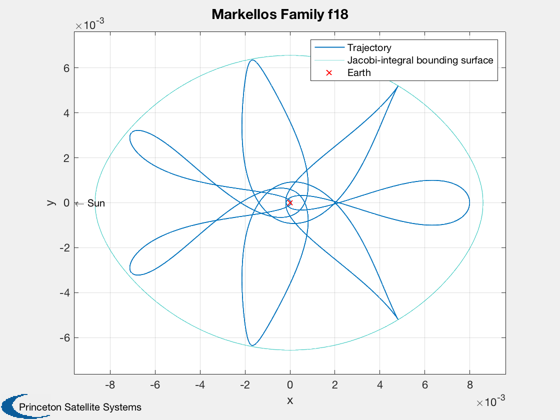 Markellos Family f18
×10⁻³
Trajectory
Jacobi-integral bounding surface
× Earth
6
4
2
y 0 ← Sun
-2
-4
-6
-8 -6 -4 -2 0 2 4 6 8
x ×10⁻³
Princeton Satellite Systems